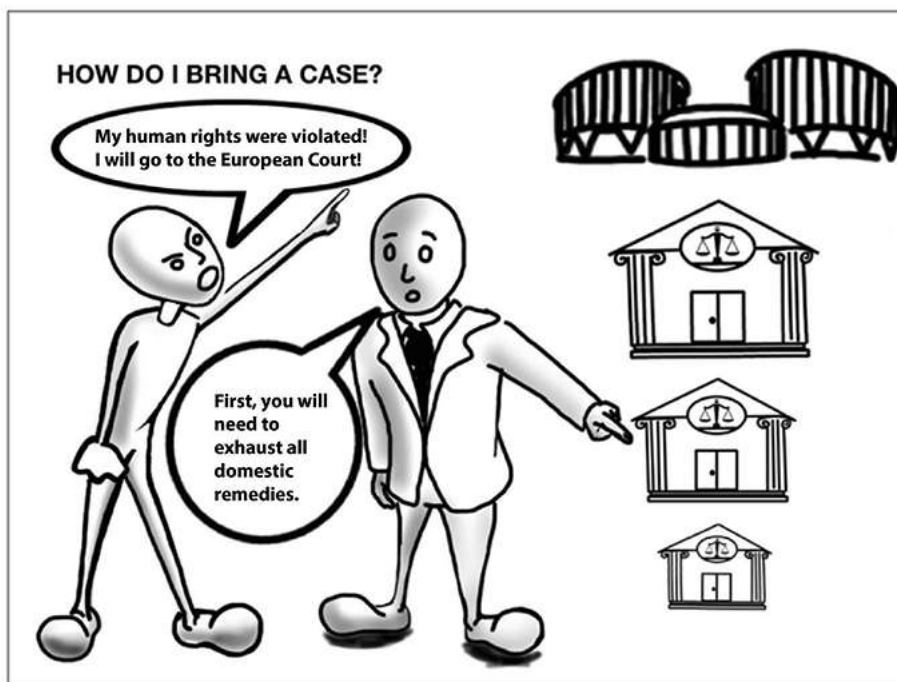 HOW DO I BRING A CASE?
My human rights were violated!
I will go to the European Court!
First, you will
need to
exhaust all
domestic
remedies.